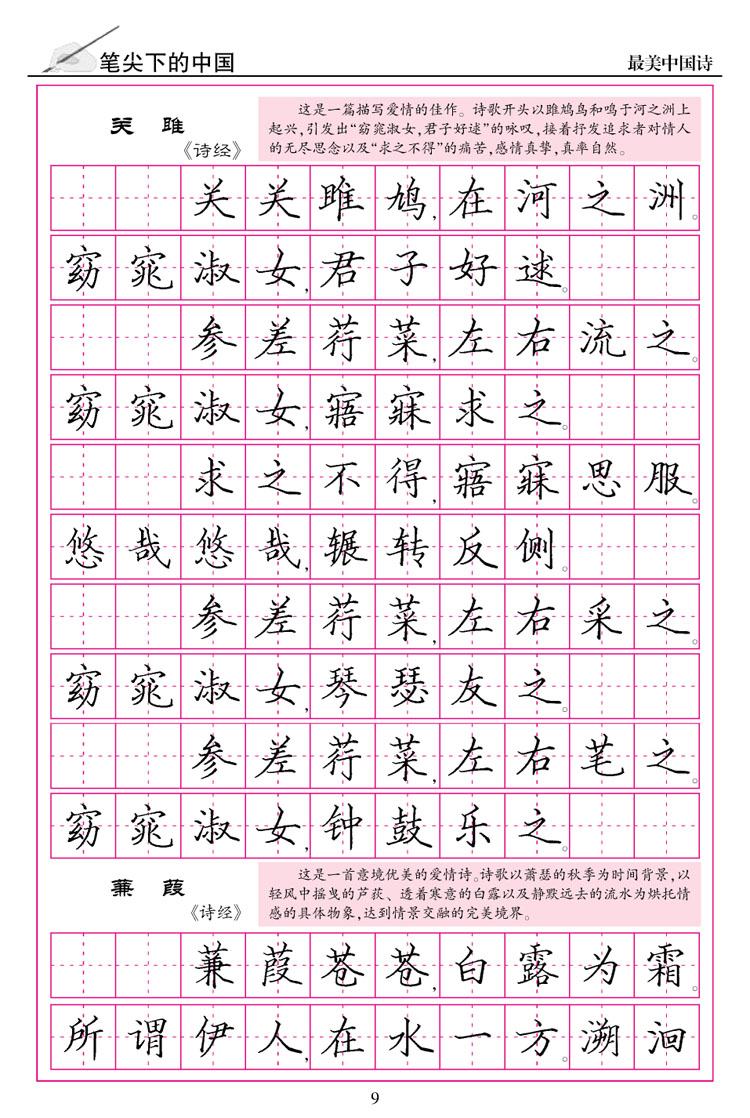 笔尖下的中国
最美中国诗
关雎
《诗经》
这是一篇描写爱情的佳作。诗歌开头以雎鸠鸟和鸣于河之洲上
起兴,引发出“窈窕淑女,君子好逑”的咏叹,接着抒发追求者对情人
的无尽思念以及“求之不得”的痛苦,感情真挚,真率自然。
关关雎鸠,在河之洲。
窈窕淑女,君子好逑。
参差荇菜,左右流之。
窈窕淑女,寤寐求之。
求之不得,寤寐思服。
悠哉悠哉,辗转反侧。
参差荇菜,左右采之。
窈窕淑女,琴瑟友之。
参差荇菜,左右芼之。
窈窕淑女,钟鼓乐之。
蒹葭
《诗经》
这是一首意境优美的爱情诗。诗歌以萧瑟的秋季为时间背景,以
轻风中摇曳的芦荻、透着寒意的白露以及静默远去的流水为烘托情
感的具体物象,达到情景交融的完美境界。
蒹葭苍苍,白露为霜。
所谓伊人,在水一方。溯洄
9